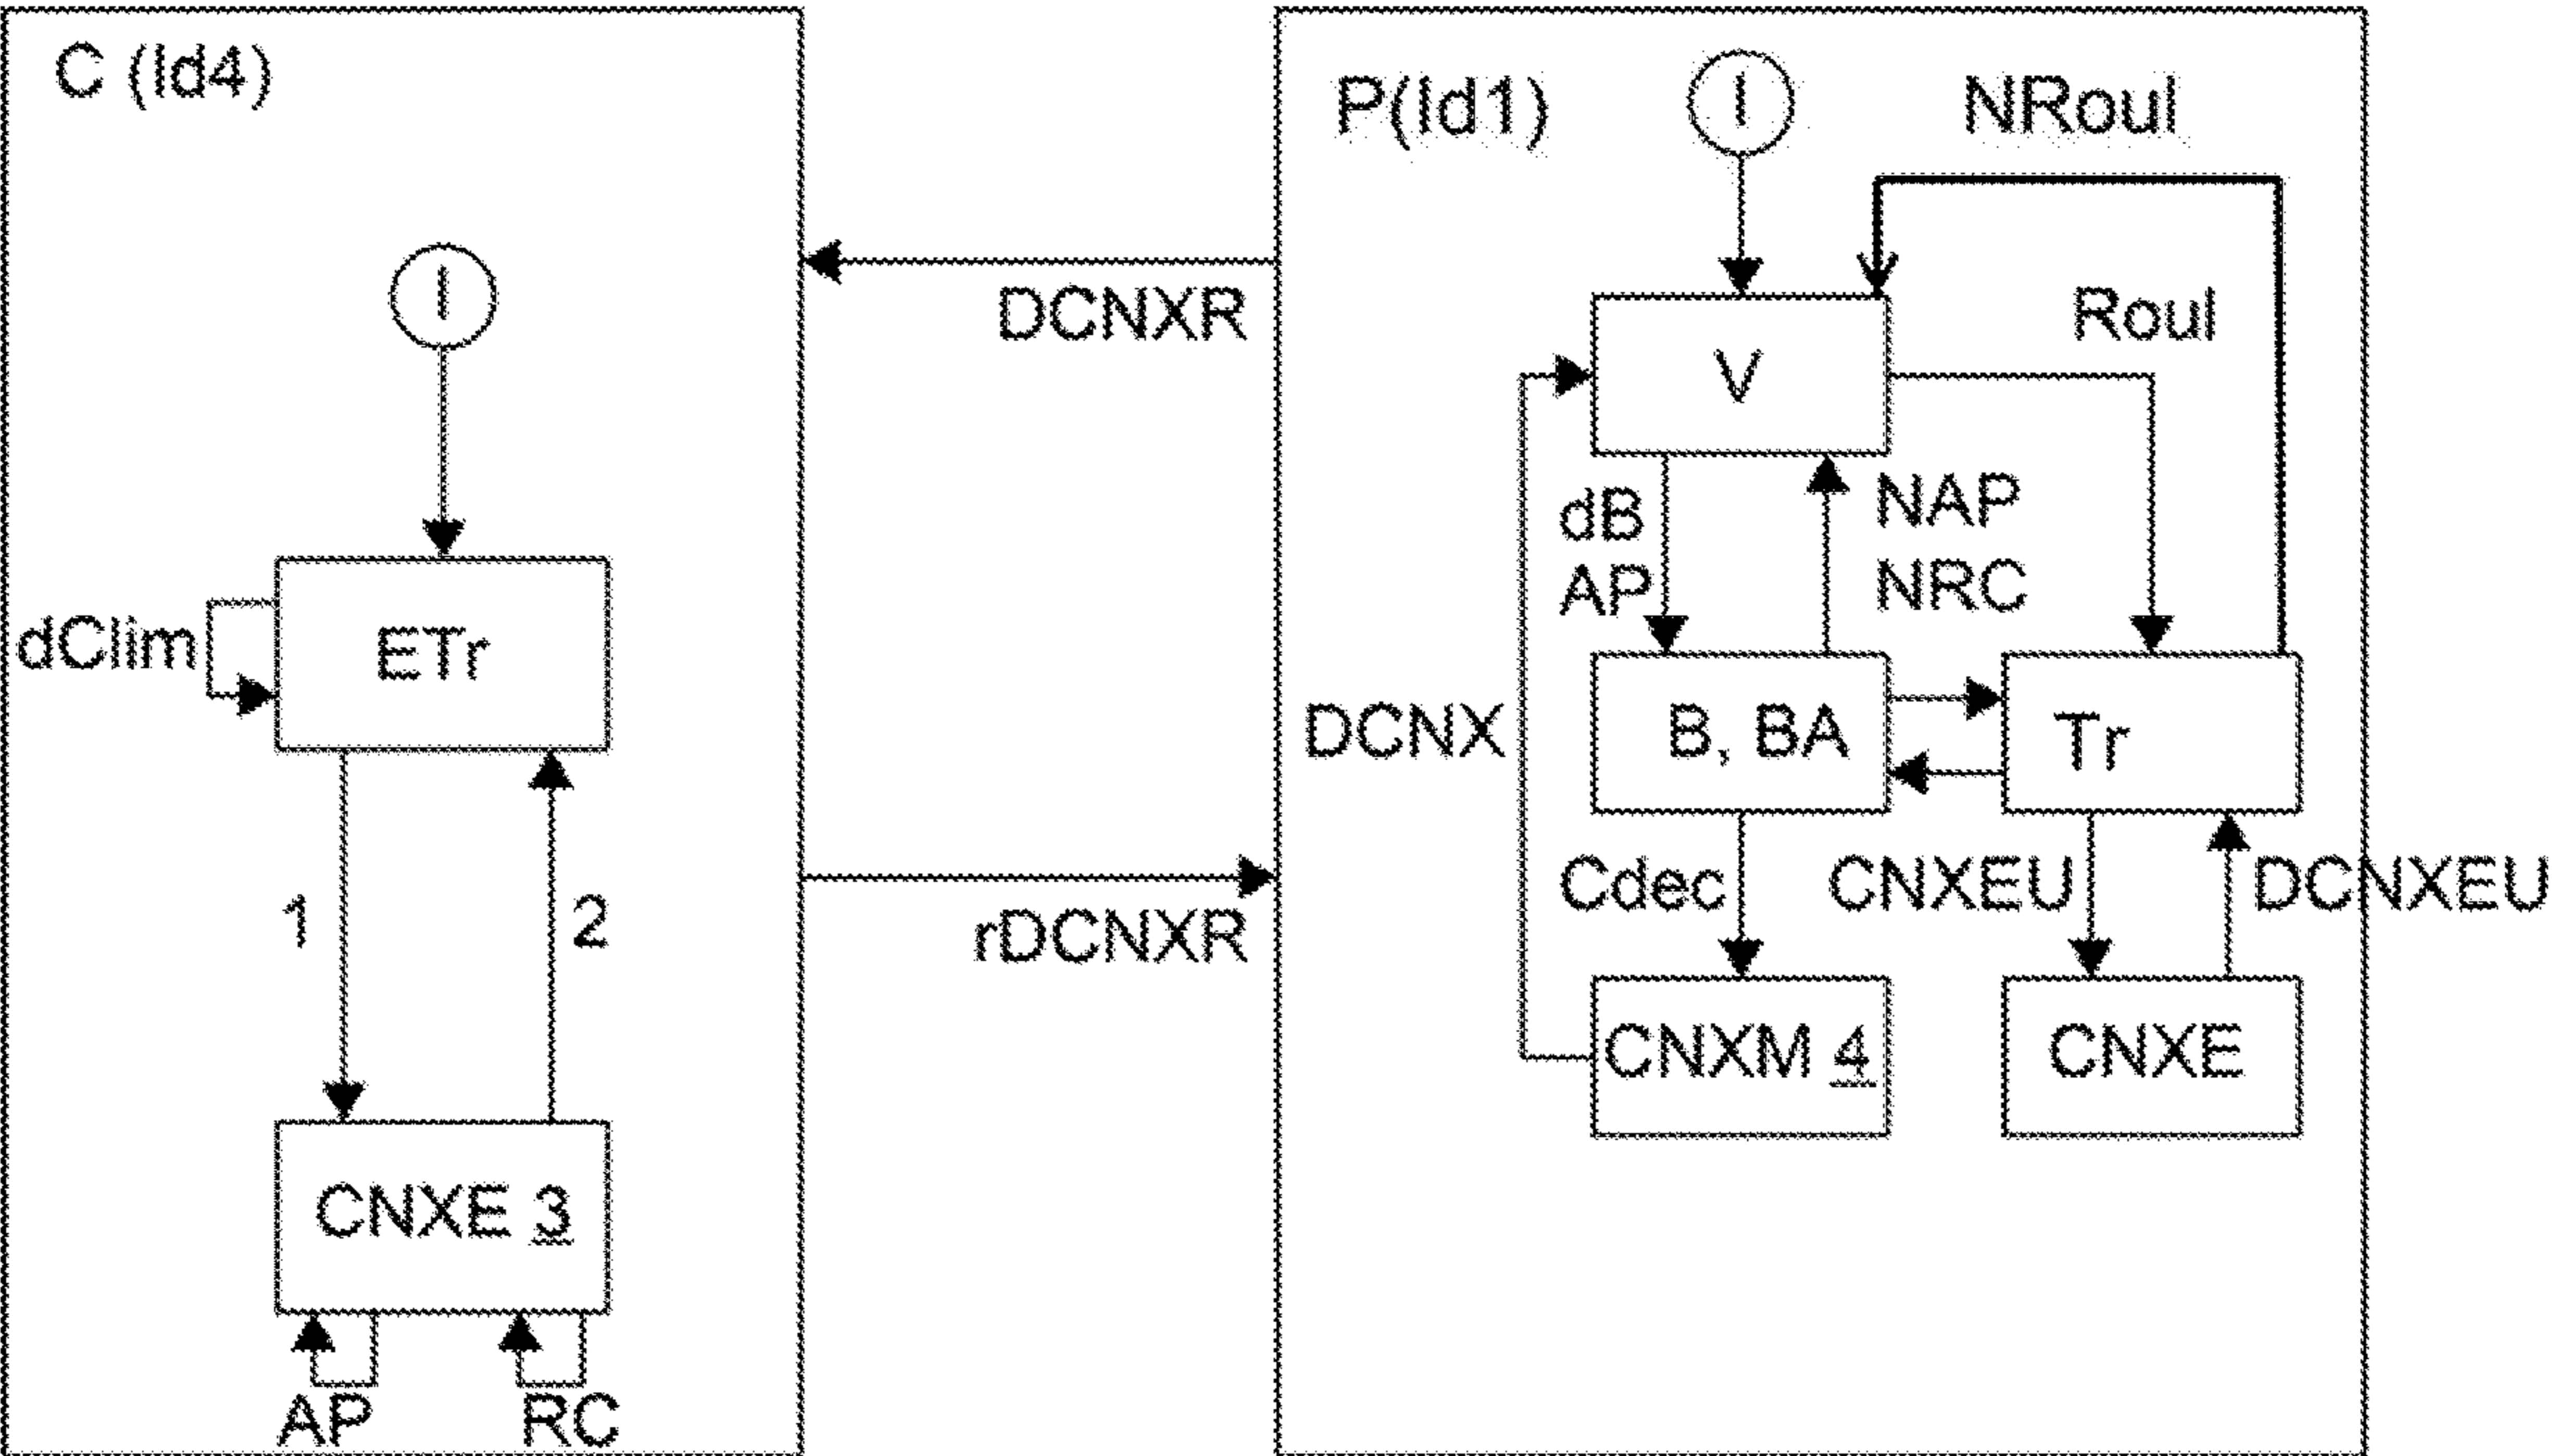 C (Id4)
I
dClim
ETr
1
2
CNXE 3
AP
RC
DCNXR
rDCNXR
P(Id1)
I
NRoul
Roul
V
dB
AP
NAP
NRC
DCNX
B, BA
Tr
Cdec
CNXEU
DCNXEU
CNXM 4
CNXE